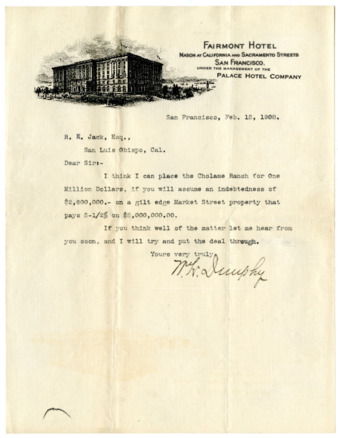 FAIRMONT HOTEL
MASON AT CALIFORNIA AND SACRAMENTO STREETS
SAN FRANCISCO.
UNDER THE MANAGEMENT OF THE
PALACE HOTEL COMPANY
San Francisco, Feb. 12, 1908.
R. E. Jack, Esq.,
San Luis Obispo, Cal.
Dear Sir:-
I think I can place the Cholame Ranch for One
Million Dollars, if you will assume an indebtedness of
$2,600,000.- on a gilt edge Market Street property that
pays 5-1/2% on $5,000,000.00.
If you think well of the matter let me hear from
you soon, and I will try and put the deal through.
Yours very truly,
Dunphy